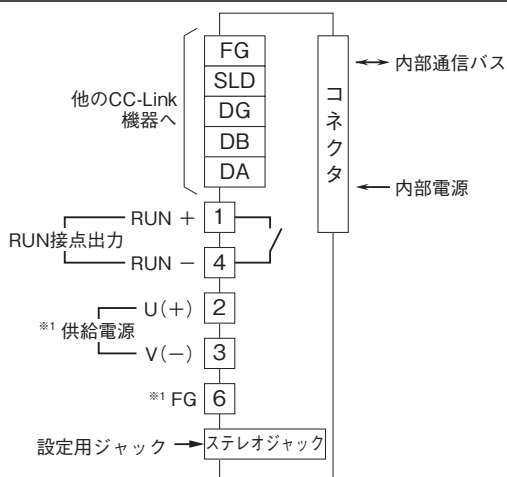 FG
SLD
DG
DB
DA
他のCC-Link
機器へ
コネクタ
内部通信バス
内部電源
RUN +
1
RUN接点出力
RUN －
4
U(+)
2
※1 供給電源
V(－)
3
※1 FG
6
設定用ジャック
ステレオジャック